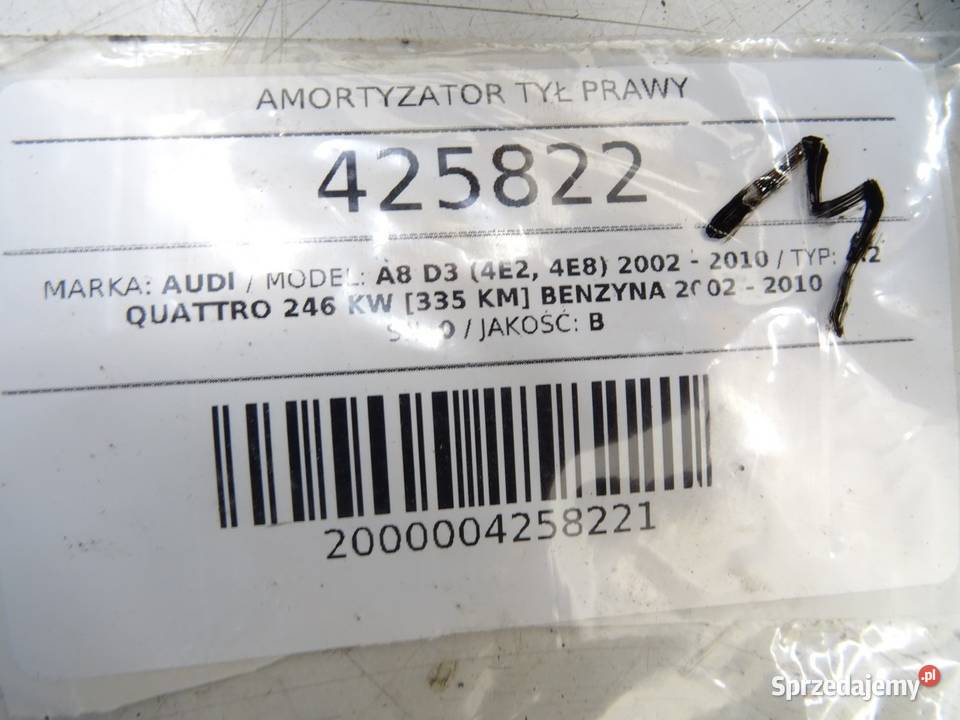 AMORTYZATOR TYŁ PRAWY
425822
MARKA: AUDI / MODEL: A8 D3 (4E2, 4E8) 2002 - 2010 / TYP:
QUATTRO 246 KW [335 KM] BENZYNA 2002 - 2010
/ JAKOŚĆ: B
2000004258221
Sprzedajemy.pl